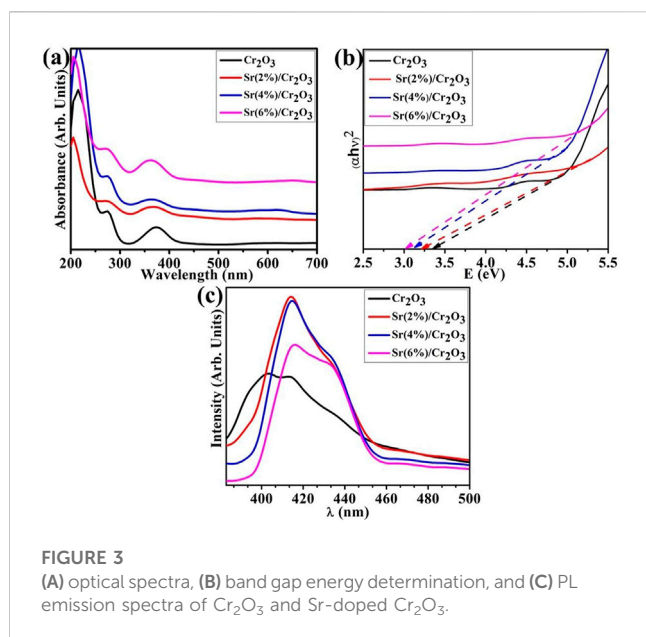 (a)
Cr₂O₃
Sr(2%)/Cr₂O₃
Sr(4%)/Cr₂O₃
Sr(6%)/Cr₂O₃
Absorbance (Arb. Units)
200 300 400 500 600 700
Wavelength (nm)
(b)
Cr₂O₃
Sr(2%)/Cr₂O₃
Sr(4%)/Cr₂O₃
Sr(6%)/Cr₂O₃
(αhν)²
2.5 3.0 3.5 4.0 4.5 5.0 5.5
E (eV)
(c)
Cr₂O₃
Sr(2%)/Cr₂O₃
Sr(4%)/Cr₂O₃
Sr(6%)/Cr₂O₃
Intensity (Arb. Units)
400 420 440 460 480 500
λ (nm)
FIGURE 3
(A) optical spectra, (B) band gap energy determination, and (C) PL
emission spectra of Cr₂O₃ and Sr-doped Cr₂O₃.